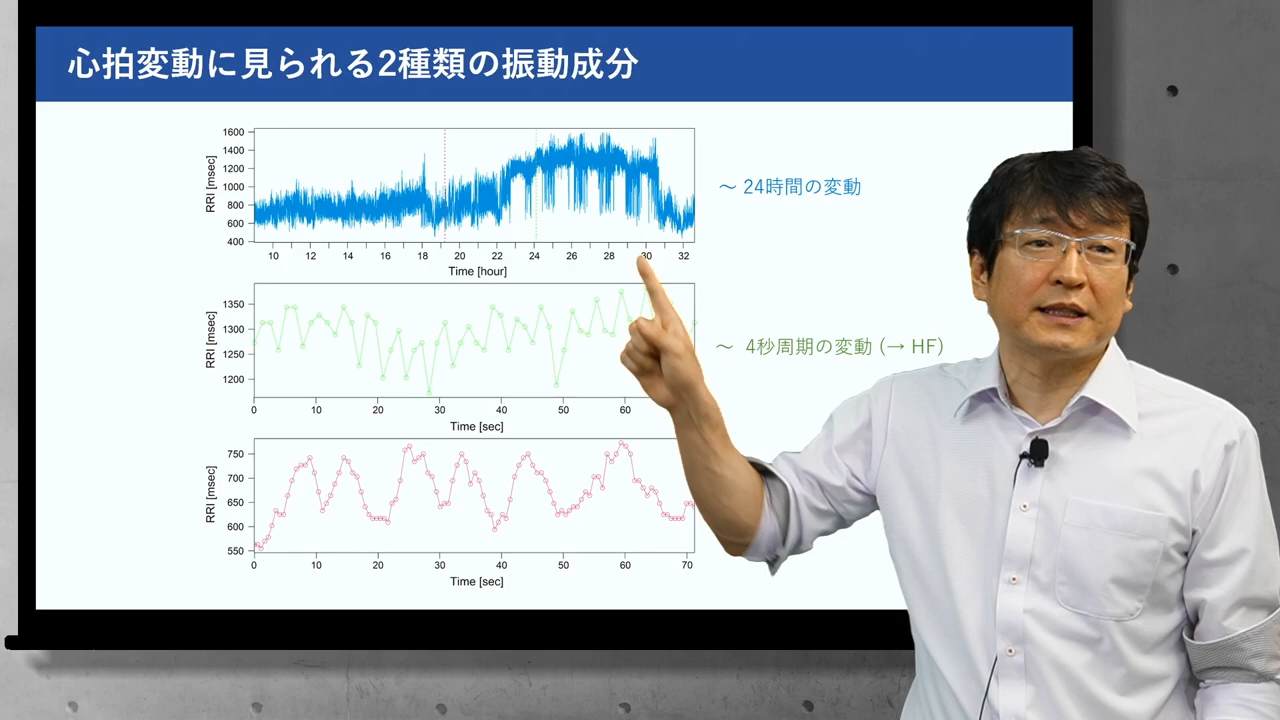 心拍変動に見られる2種類の振動成分
1600
1400
1200
1000
800
600
400
RRI [msec]
10 12 14 16 18 20 22 24 26 28 30 32
Time [hour]
～ 24時間の変動
1350
1300
1250
1200
RRI [msec]
0 10 20 30 40 50 60
Time [sec]
～ 4秒周期の変動 (→ HF)
750
700
650
600
550
RRI [msec]
0 10 20 30 40 50 60 70
Time [sec]